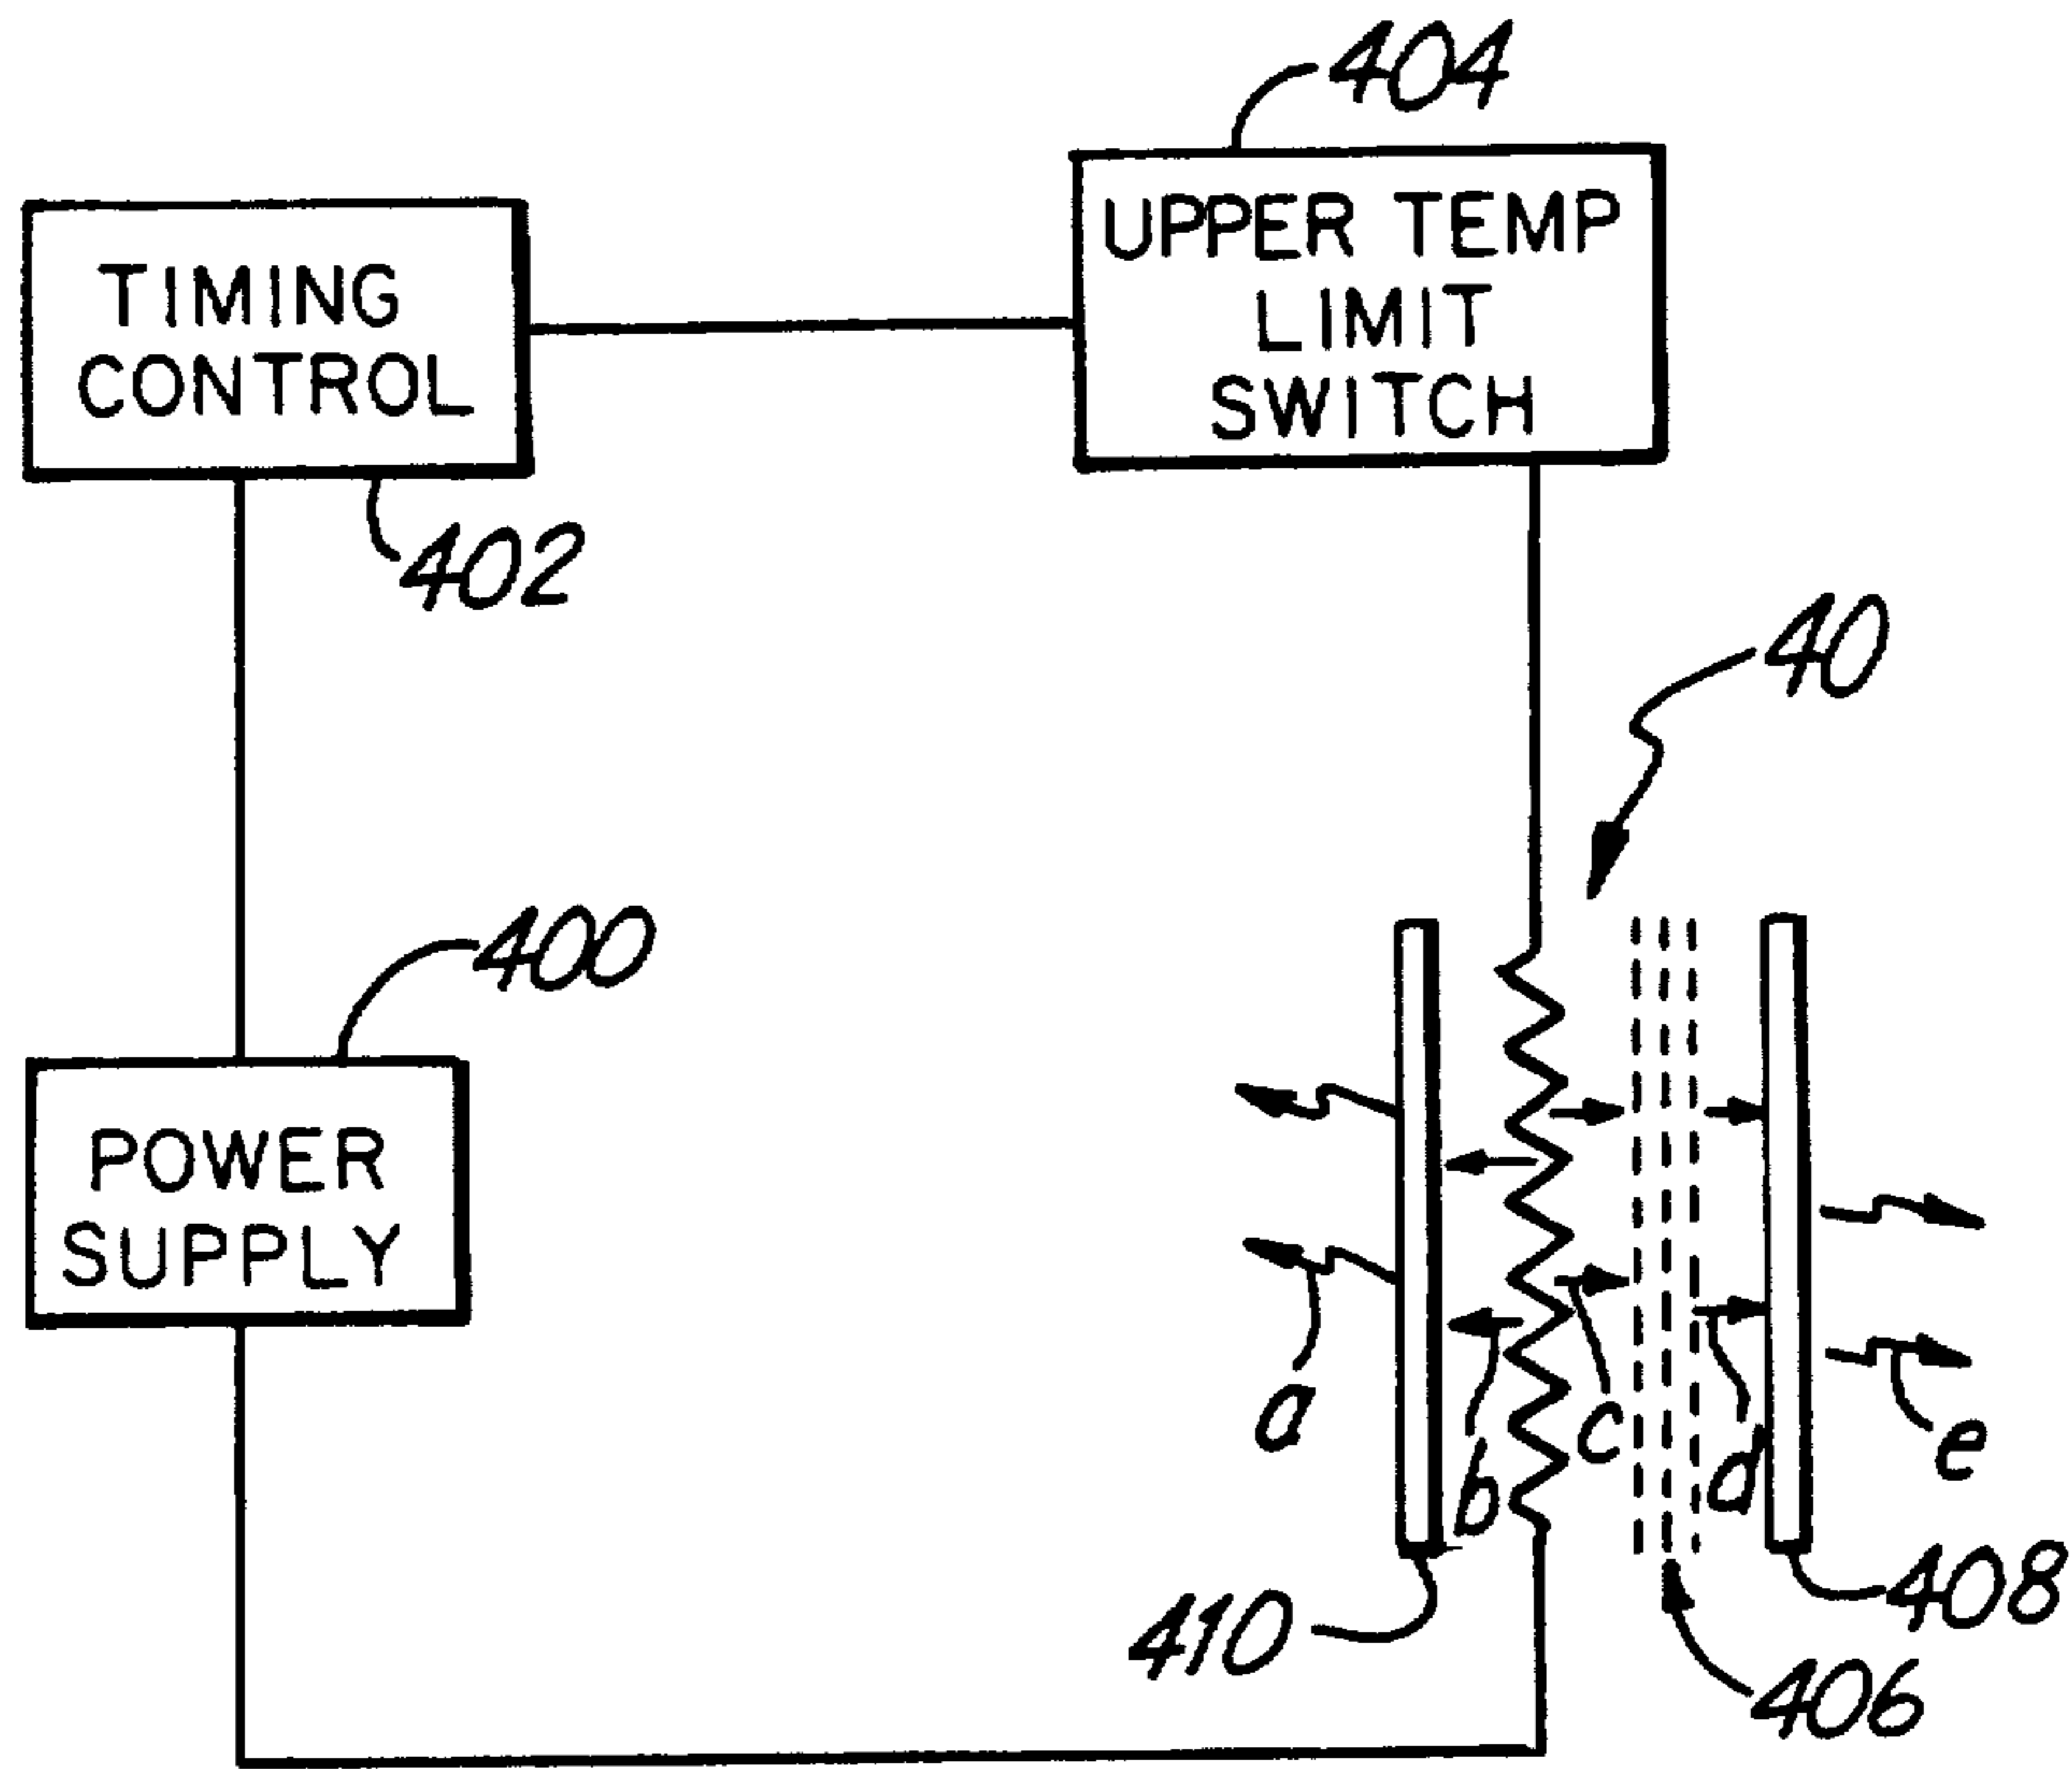 404
UPPER TEMP
LIMIT
SWITCH
TIMING
CONTROL
402
40
400
POWER
SUPPLY
a
b
c
d
e
410
408
406